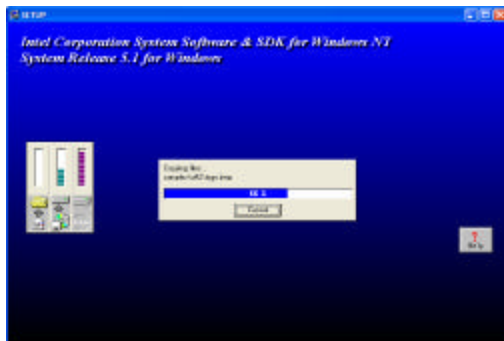 SETUP
Intel Corporation System Software & SDK for Windows NT
System Release 5.1 for Windows
Copying files...
Cancel
Help